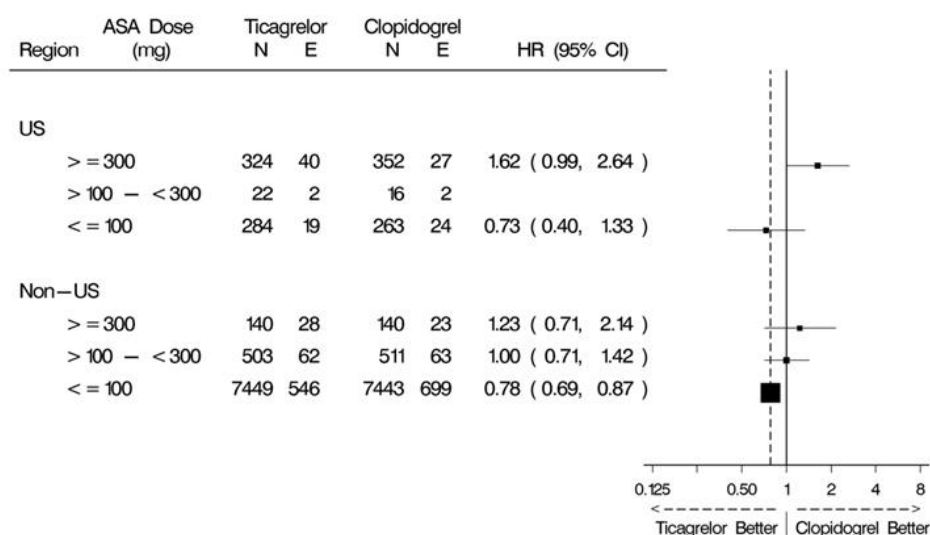 ASA Dose Ticagrelor Clopidogrel
Region (mg) N E N E HR (95% CI)
US
>=300 324 40 352 27 1.62 (0.99, 2.64)
>100 – <300 22 2 16 2
<=100 284 19 263 24 0.73 (0.40, 1.33)
Non–US
>=300 140 28 140 23 1.23 (0.71, 2.14)
>100 – <300 503 62 511 63 1.00 (0.71, 1.42)
<=100 7449 546 7443 699 0.78 (0.69, 0.87)
0.125 0.50 1 2 4 8
Ticagrelor Better Clopidogrel Better